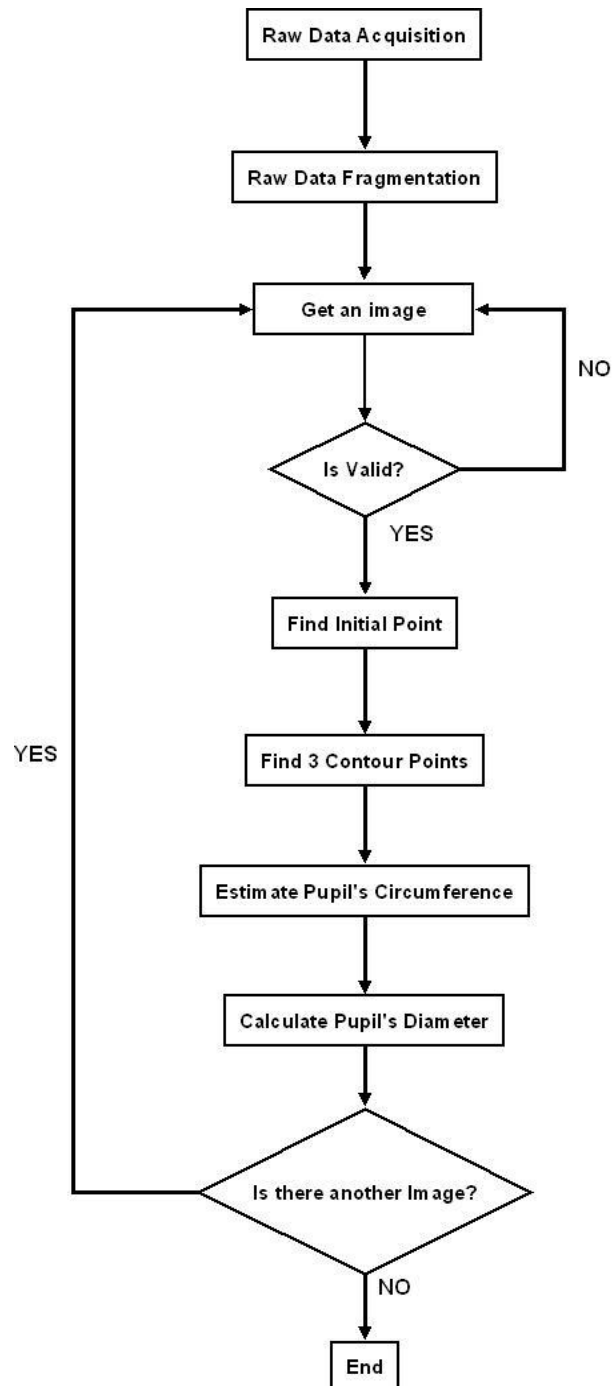 Raw Data Acquisition
Raw Data Fragmentation
Get an image
NO
Is Valid?
YES
Find Initial Point
YES
Find 3 Contour Points
Estimate Pupil's Circumference
Calculate Pupil's Diameter
Is there another Image?
NO
End